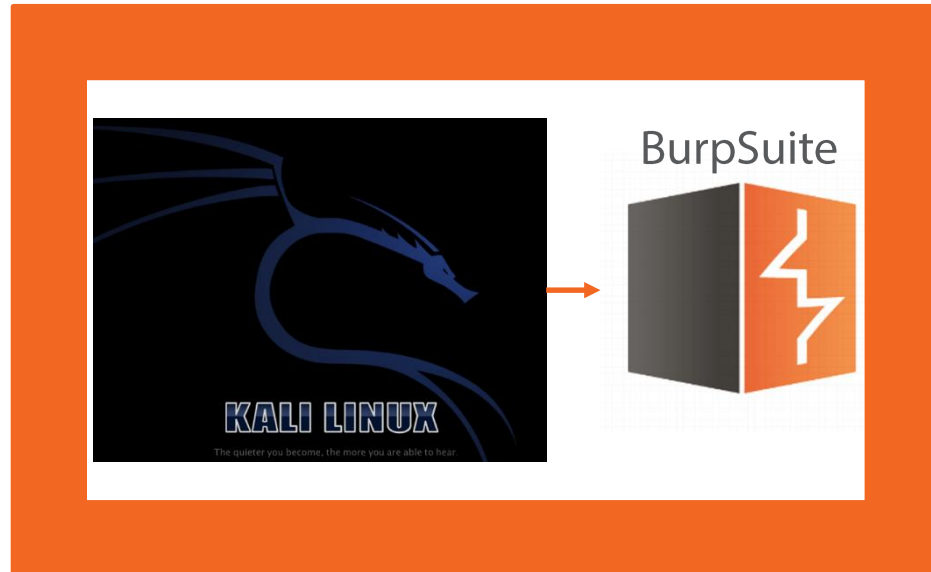 BurpSuite
KALI LINUX
The quieter you become, the more you are able to hear.